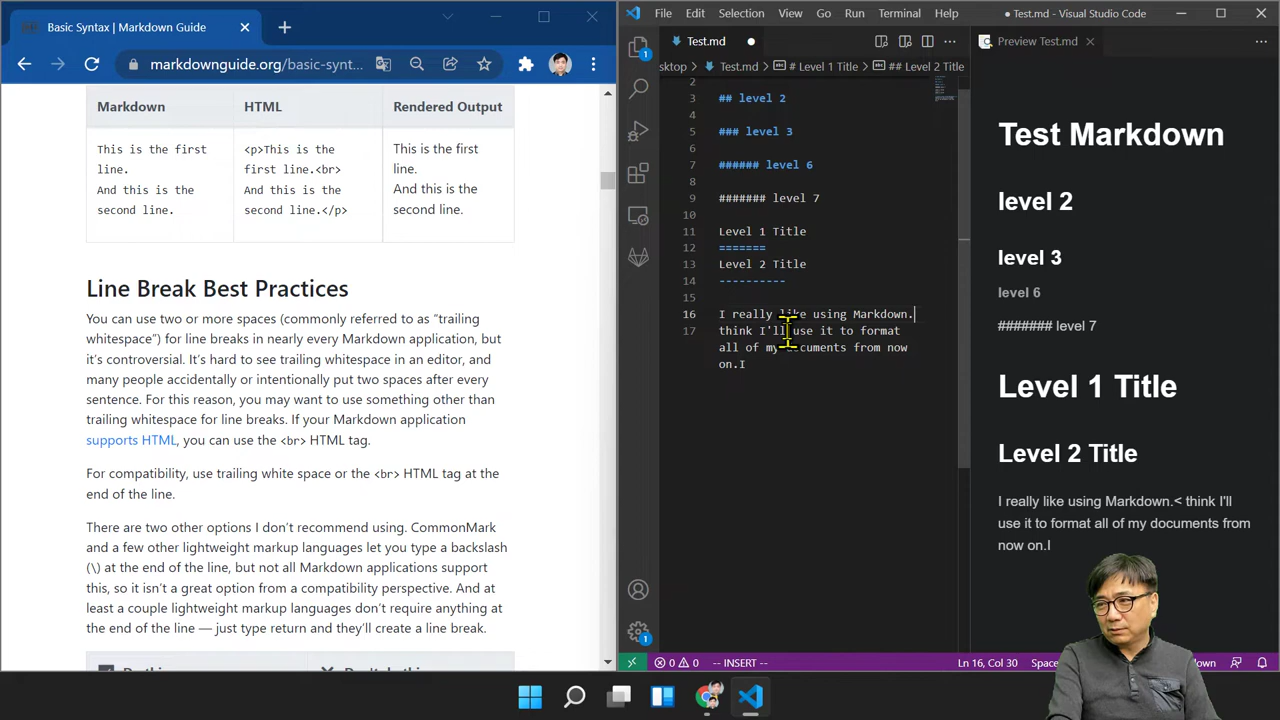 Basic Syntax | Markdown Guide
markdownguide.org/basic-synt...
Markdown HTML Rendered Output
This is the first
line.
And this is the
second line.
<p>This is the
first line.<br>
And this is the
second line.</p>
This is the first
line.
And this is the
second line.
Line Break Best Practices
You can use two or more spaces (commonly referred to as “trailing
whitespace”) for line breaks in nearly every Markdown application, but
it’s controversial. It’s hard to see trailing whitespace in an editor, and
many people accidentally or intentionally put two spaces after every
sentence. For this reason, you may want to use something other than
trailing whitespace for line breaks. If your Markdown application
supports HTML, you can use the <br> HTML tag.
For compatibility, use trailing white space or the <br> HTML tag at the
end of the line.
There are two other options I don’t recommend using. CommonMark
and a few other lightweight markup languages let you type a backslash
(\) at the end of the line, but not all Markdown applications support
this, so it isn’t a great option from a compatibility perspective. And at
least a couple lightweight markup languages don’t require anything at
the end of the line — just type return and they’ll create a line break.
File Edit Selection View Go Run Terminal Help
● Test.md - Visual Studio Code
Test.md
sktop > Test.md > # Level 1 Title > ## Level 2 Title
2
3 ## level 2
4
5 ### level 3
6
7 ###### level 6
8
9 ####### level 7
10
11 Level 1 Title
12 =======
13 Level 2 Title
14 ----------
15
16 I really like using Markdown.
17 think I'll use it to format
all of my documents from now
on.I
Preview Test.md
Test Markdown
level 2
level 3
level 6
####### level 7
Level 1 Title
Level 2 Title
I really like using Markdown.< think I'll
use it to format all of my documents from
now on.I
1
1
0 0 -- INSERT -- Ln 16, Col 30